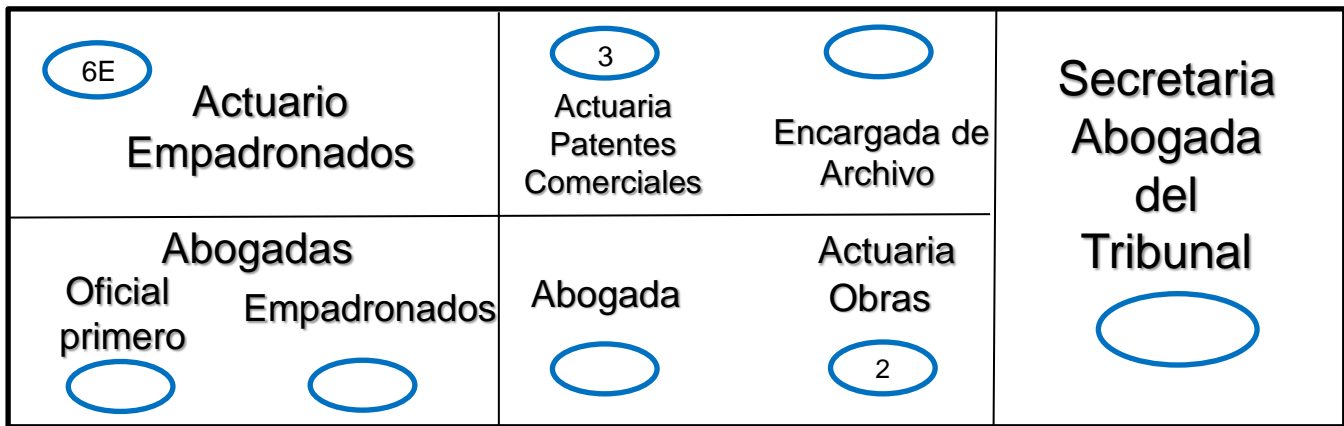 6E
Actuario
Empadronados
3
Actuaria
Patentes
Comerciales
Encargada de
Archivo
Secretaria
Abogada
del
Tribunal
Abogadas
Oficial
primero
Empadronados
Abogada
Actuaria
Obras
2